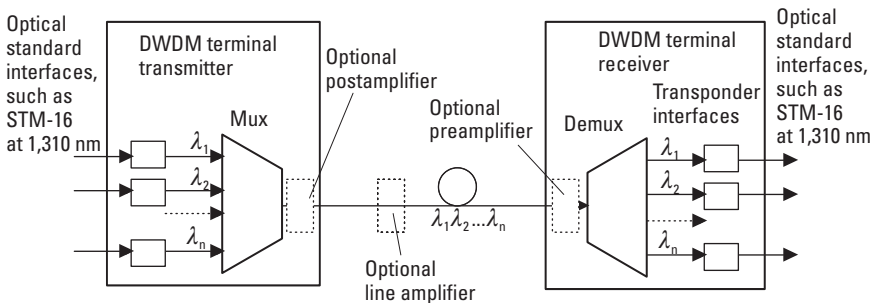 Optical
standard
interfaces,
such as
STM-16
at 1,310 nm
DWDM terminal
transmitter
Mux
λ1
λ2
λn
Optional
postamplifier
Optional
line amplifier
λ1λ2...λn
Optional
preamplifier
DWDM terminal
receiver
Demux
Transponder
interfaces
λ1
λ2
λn
Optical
standard
interfaces,
such as
STM-16
at 1,310 nm